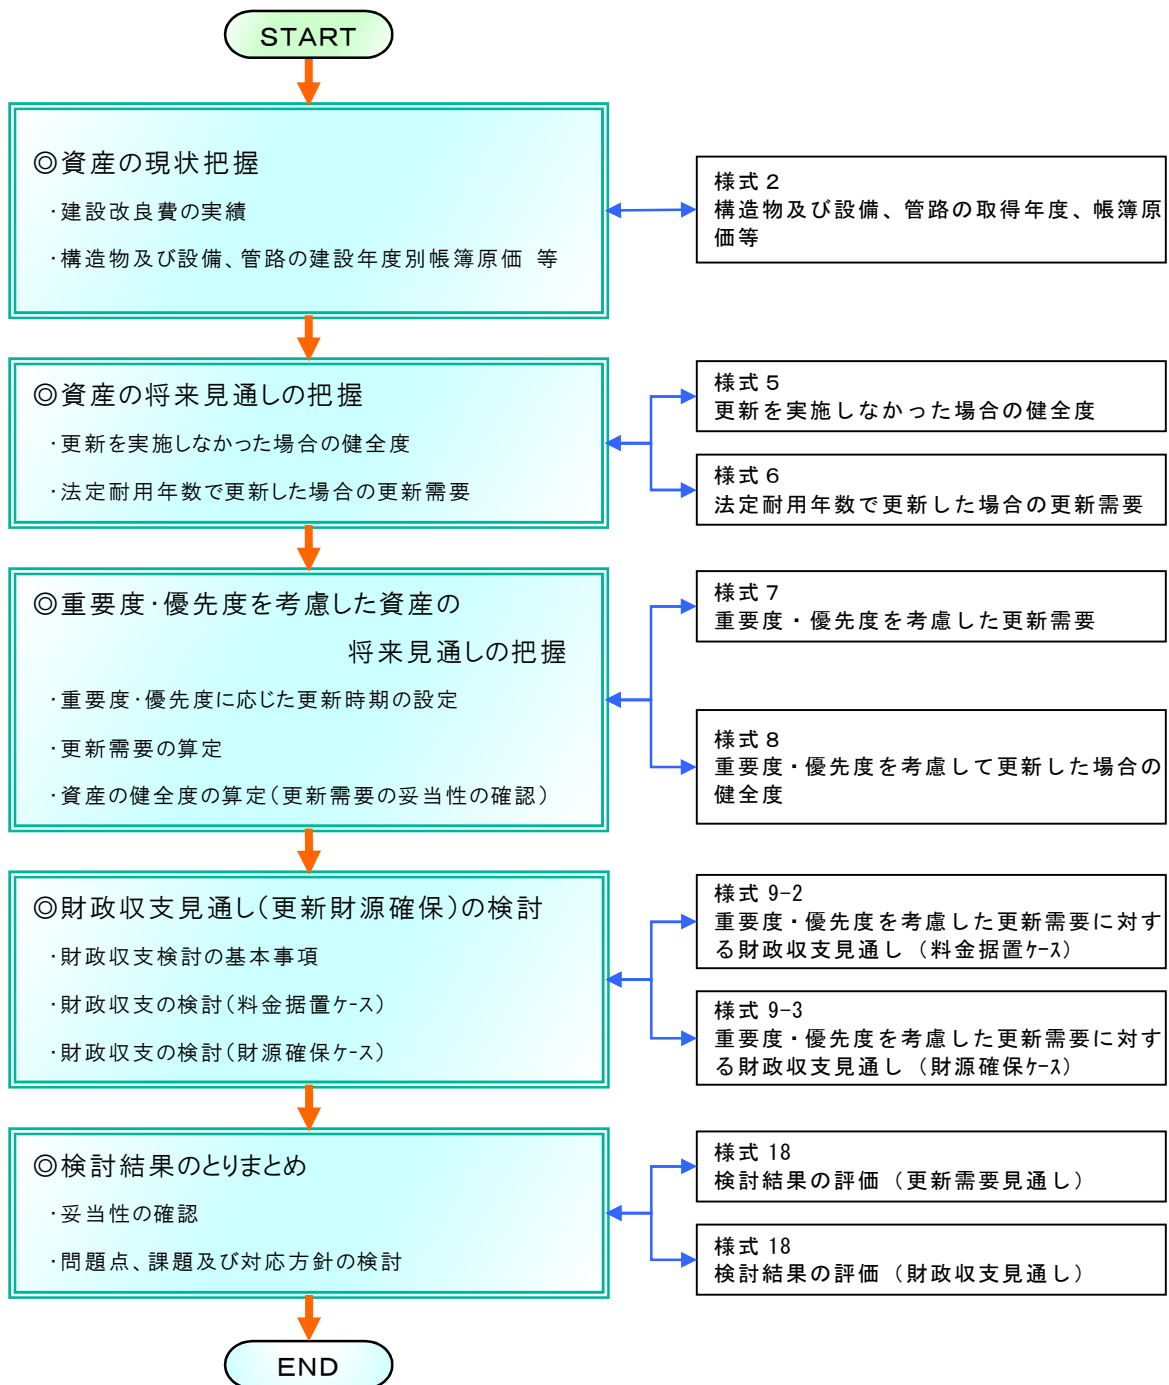 START
◎資産の現状把握
・建設改良費の実績
・構造物及び設備、管路の建設年度別帳簿原価 等
様式 2
構造物及び設備、管路の取得年度、帳簿原
価等
◎資産の将来見通しの把握
・更新を実施しなかった場合の健全度
・法定耐用年数で更新した場合の更新需要
様式 5
更新を実施しなかった場合の健全度
様式 6
法定耐用年数で更新した場合の更新需要
◎重要度・優先度を考慮した資産の
将来見通しの把握
・重要度・優先度に応じた更新時期の設定
・更新需要の算定
・資産の健全度の算定(更新需要の妥当性の確認)
様式 7
重要度・優先度を考慮した更新需要
様式 8
重要度・優先度を考慮して更新した場合の
健全度
◎財政収支見通し(更新財源確保)の検討
・財政収支検討の基本事項
・財政収支の検討(料金据置ケース)
・財政収支の検討(財源確保ケース)
様式 9-2
重要度・優先度を考慮した更新需要に対す
る財政収支見通し(料金据置ケース)
様式 9-3
重要度・優先度を考慮した更新需要に対す
る財政収支見通し(財源確保ケース)
◎検討結果のとりまとめ
・妥当性の確認
・問題点、課題及び対応方針の検討
様式 18
検討結果の評価(更新需要見通し)
様式 18
検討結果の評価(財政収支見通し)
END